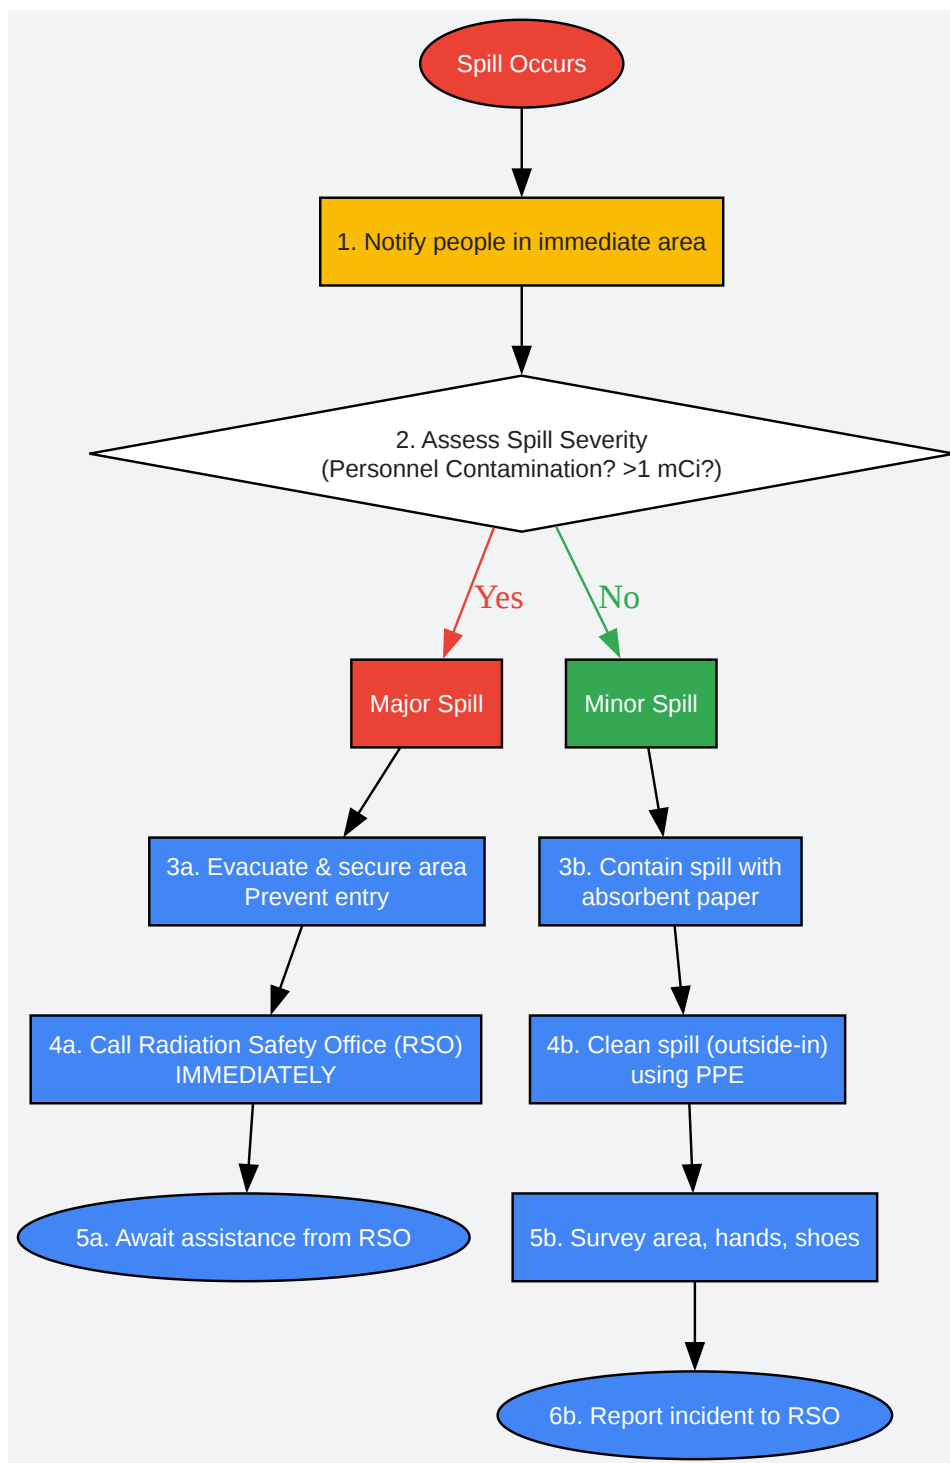 Spill Occurs
1. Notify people in immediate area
2. Assess Spill Severity
(Personnel Contamination? >1 mCi?)
Yes
No
Major Spill
Minor Spill
3a. Evacuate & secure area
Prevent entry
3b. Contain spill with
absorbent paper
4a. Call Radiation Safety Office (RSO)
IMMEDIATELY
4b. Clean spill (outside-in)
using PPE
5a. Await assistance from RSO
5b. Survey area, hands, shoes
6b. Report incident to RSO